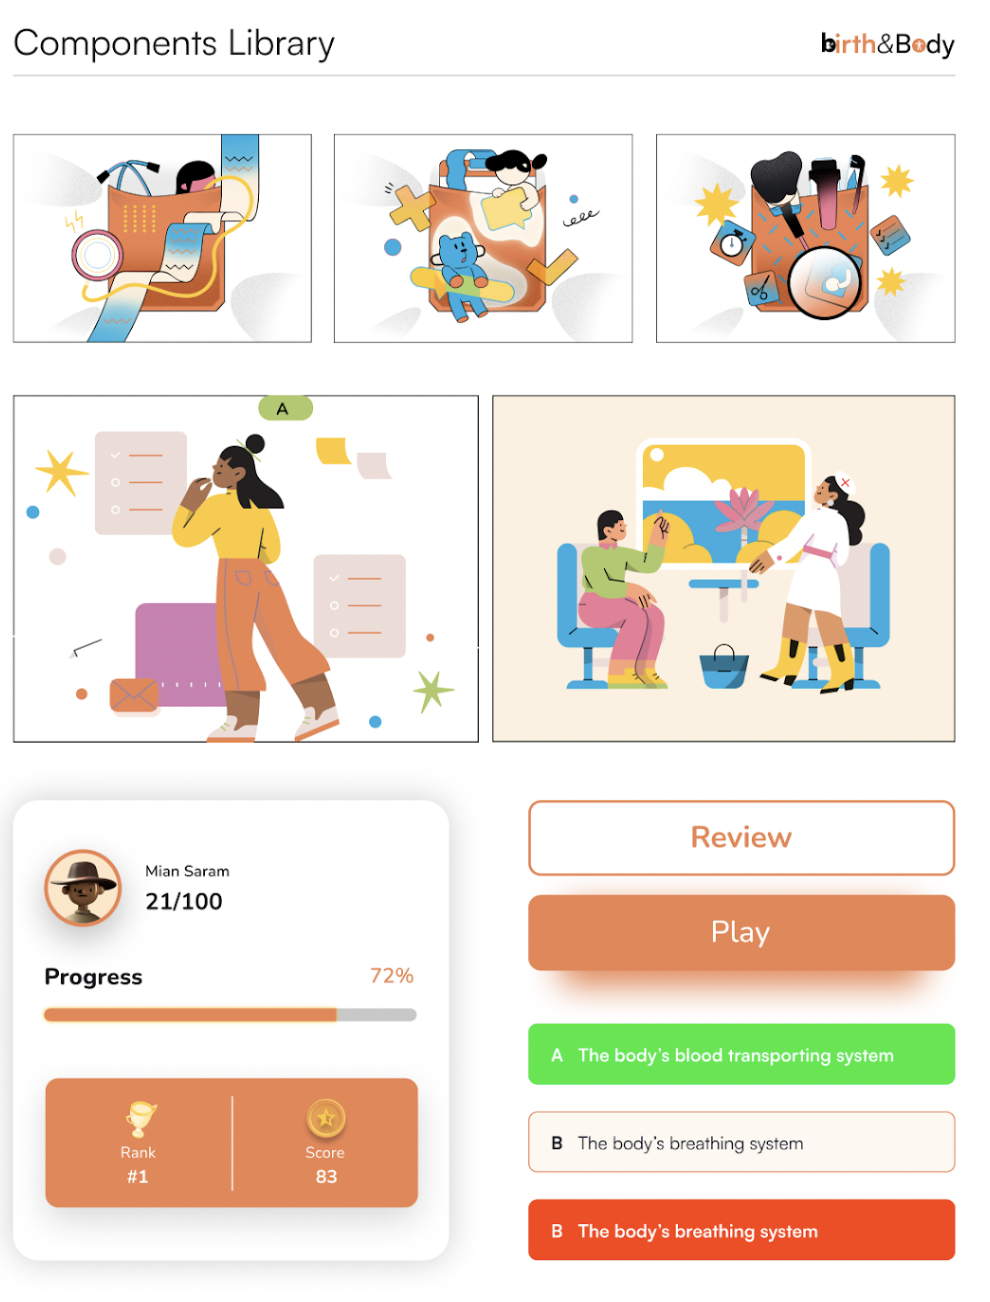 Components Library
birth&Body
A
Mian Saram
21/100
Progress
72%
Rank
#1
Score
83
Review
Play
A The body's blood transporting system
B The body's breathing system
B The body's breathing system